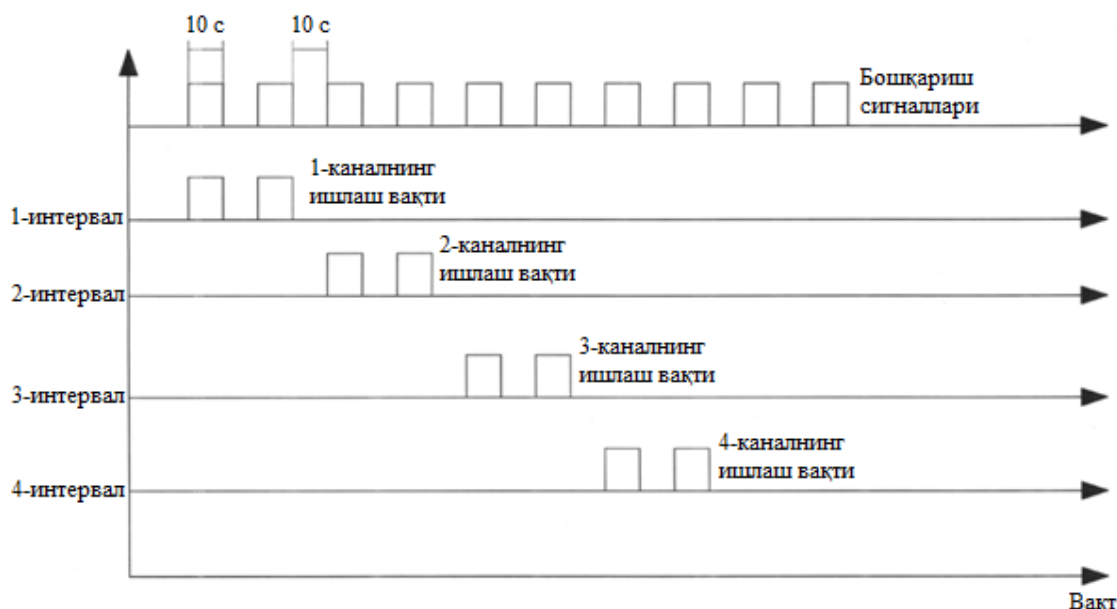 10 с
10 с
Бошқариш
сигналлари
1-каналнинг
ишлаш вақти
1-интервал
2-каналнинг
ишлаш вақти
2-интервал
3-каналнинг
ишлаш вақти
3-интервал
4-каналнинг
ишлаш вақти
4-интервал
Вақт